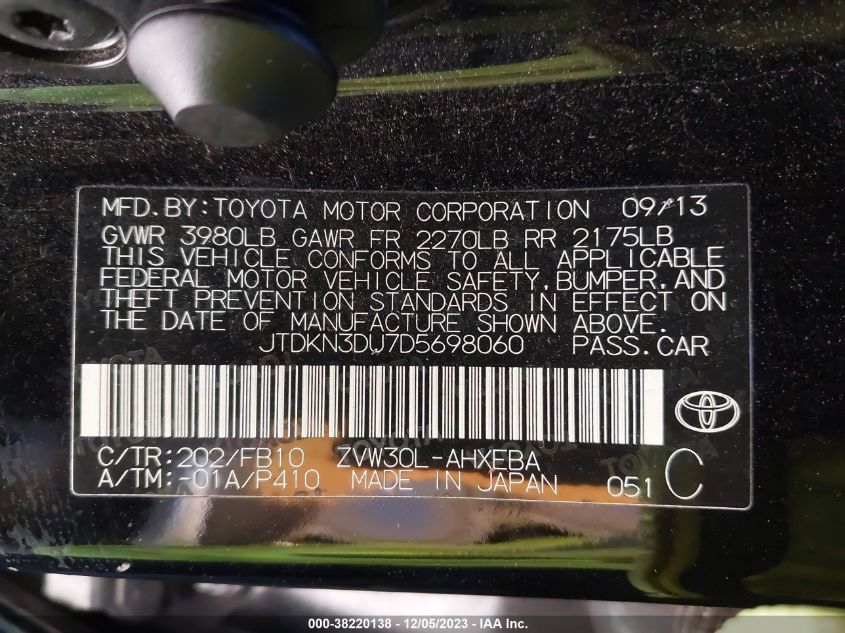 MFD.BY:TOYOTA MOTOR CORPORATION 09/13
GVWR 3980LB GAWR FR 2270LB RR 2175LB
THIS VEHICLE CONFORMS TO ALL APPLICABLE
FEDERAL MOTOR VEHICLE SAFETY,BUMPER,AND
THEFT PREVENTION STANDARDS IN EFFECT ON
THE DATE OF MANUFACTURE SHOWN ABOVE.
JTDKN3DU7D5698060 PASS.CAR
C/TR:202/FB10 ZVW30L-AHXEBA
A/TM:-01A/P410 MADE IN JAPAN 051 C
000-38220138 - 12/05/2023 - © IAA Inc.